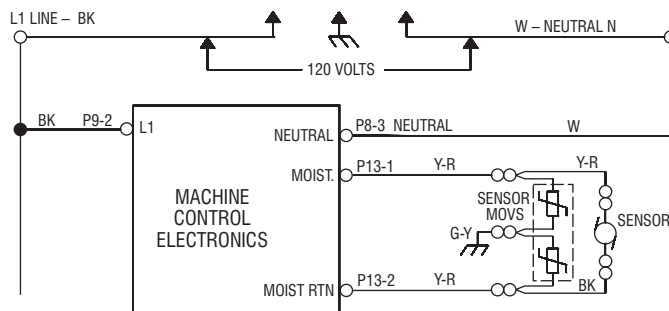 L1 LINE – BK
W – NEUTRAL N
120 VOLTS
BK P9-2 L1
NEUTRAL P8-3 NEUTRAL W
MOIST. P13-1 Y-R Y-R
MACHINE
CONTROL
ELECTRONICS
SENSOR
MOVS
G-Y
SENSOR
MOIST RTN P13-2 Y-R BK